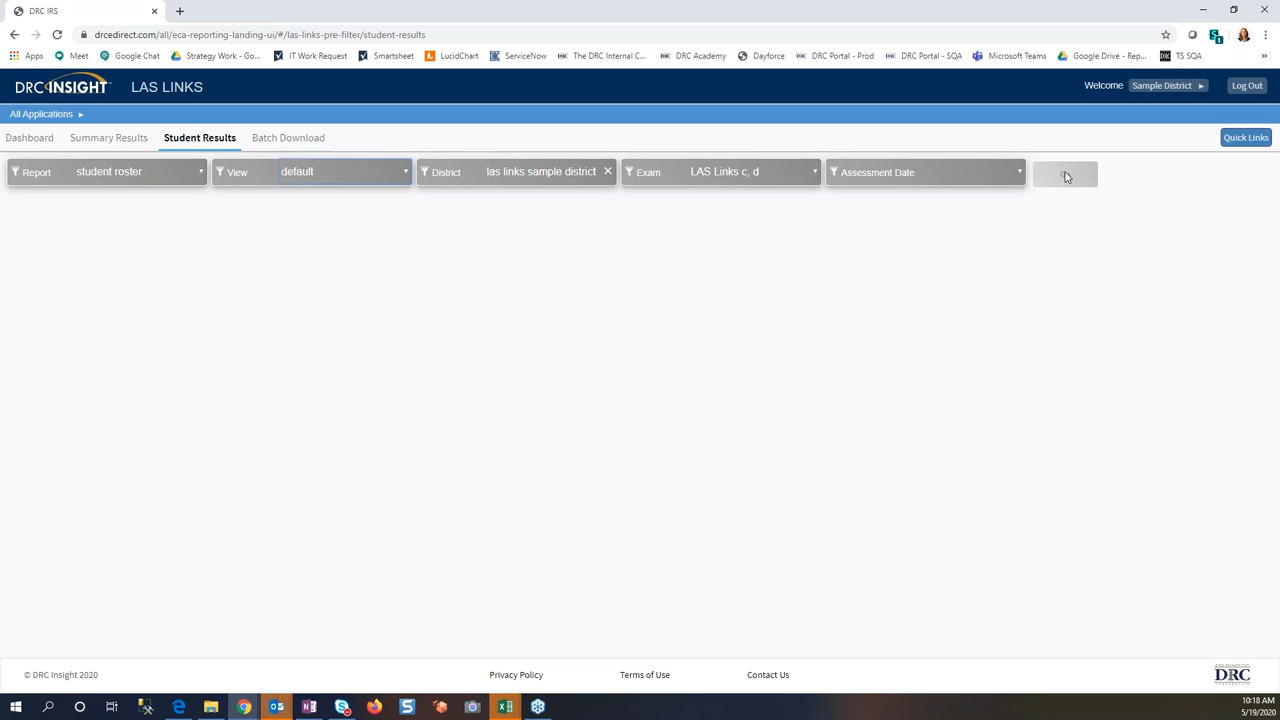 DRC IRS
drcedirect.com/all/eca-reporting-landing-ui/#/las-links-pre-filter/student-results
Apps Meet Google Chat Strategy Work - Go... IT Work Request Smartsheet LucidChart ServiceNow The DRC Internal C... DRC Academy Dayforce DRC Portal - Prod DRC Portal - SQA Microsoft Teams Google Drive - Rep... TS SQA
DRC INSIGHT LAS LINKS Welcome Sample District Log Out
All Applications
Dashboard Summary Results Student Results Batch Download Quick Links
Report student roster View default District las links sample district Exam LAS Links c, d Assessment Date
© DRC Insight 2020 Privacy Policy Terms of Use Contact Us DRC
10:18 AM
5/19/2020